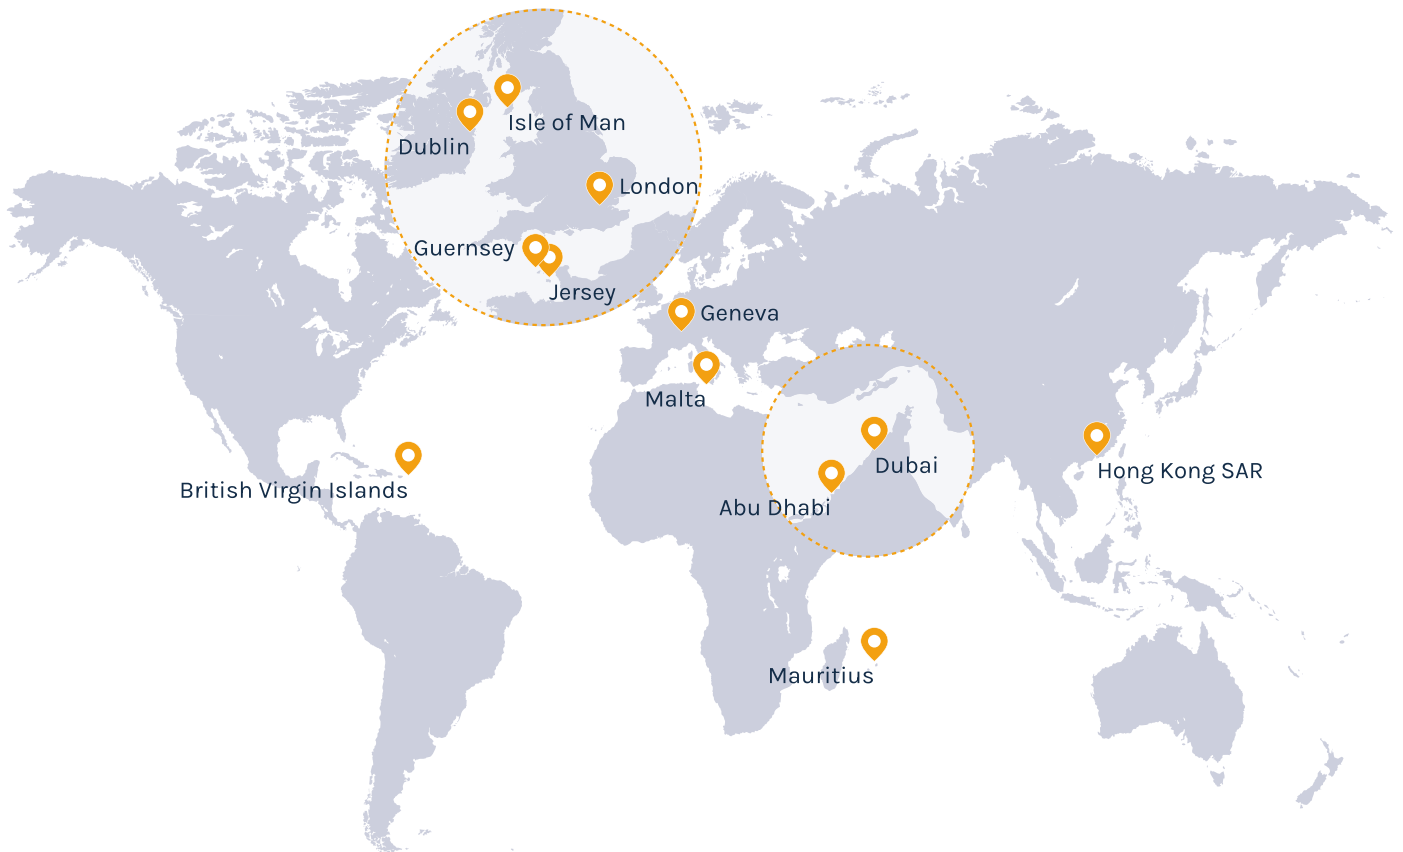 Isle of Man
Dublin
London
Guernsey
Jersey
Geneva
Malta
Dubai
Hong Kong SAR
British Virgin Islands
Abu Dhabi
Mauritius